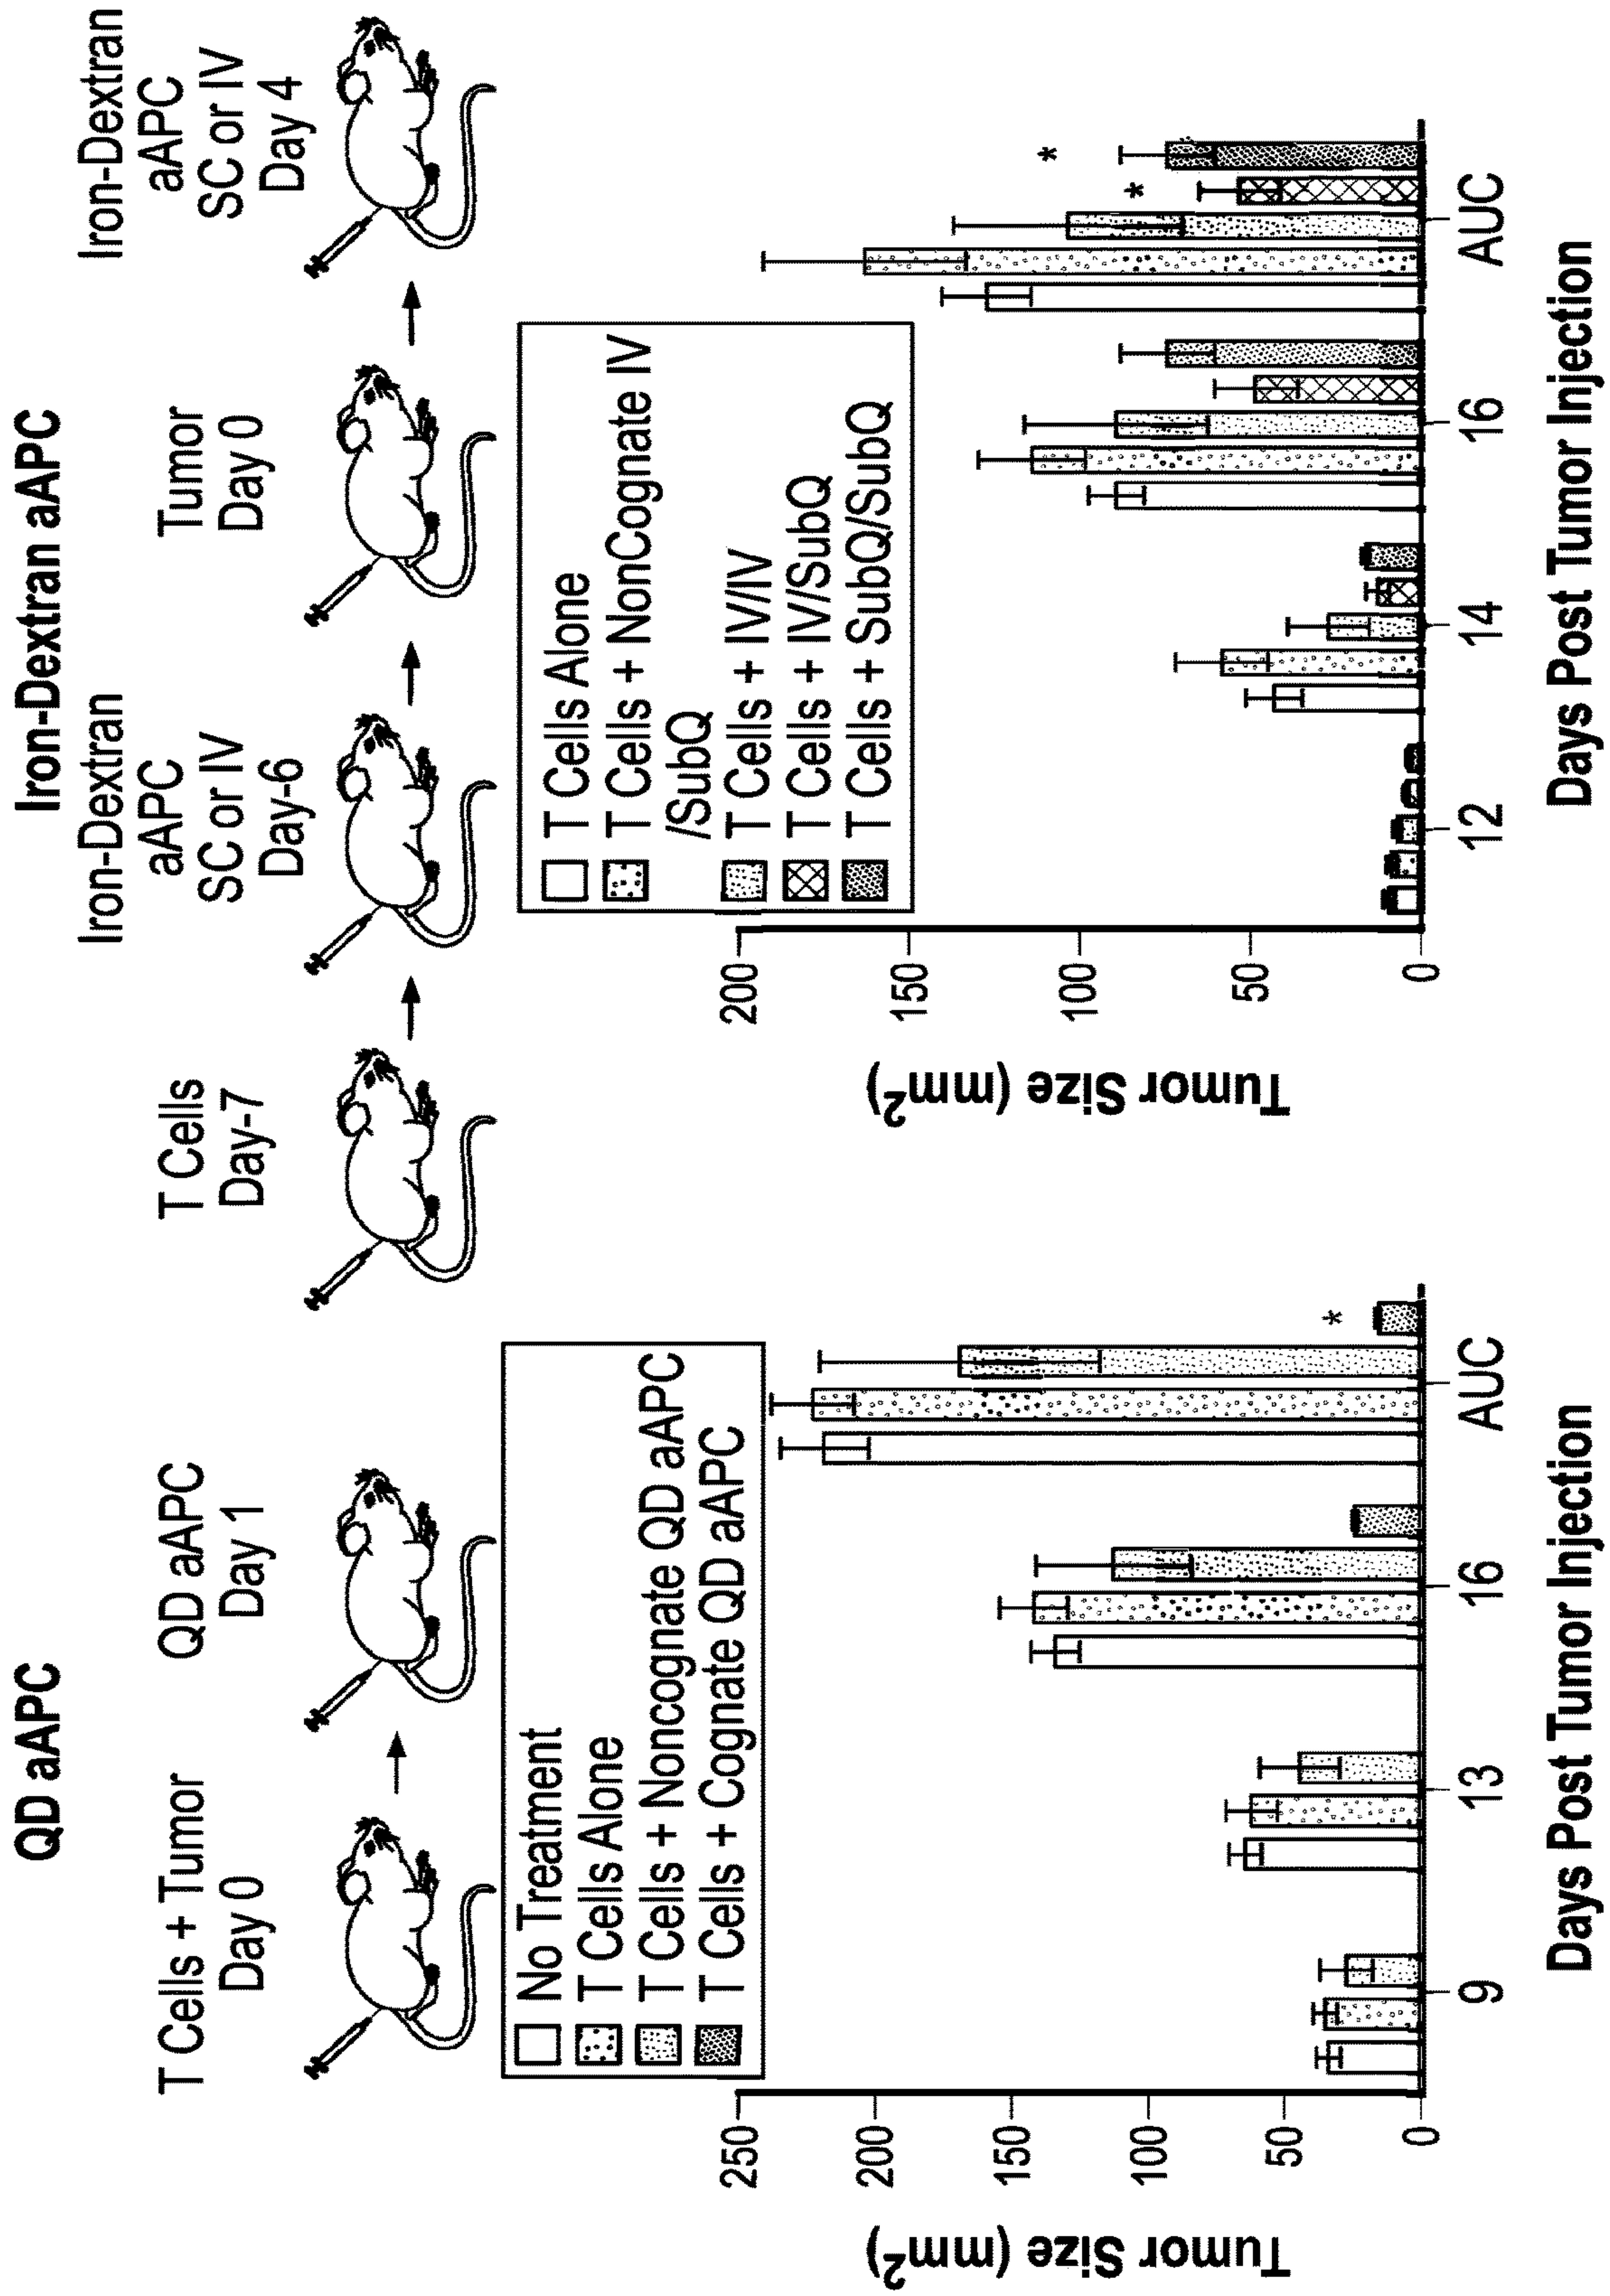 QD aAPC
T Cells + Tumor
Day 0
QD aAPC
Day 1
No Treatment
T Cells Alone
T Cells + Noncognate QD aAPC
T Cells + Cognate QD aAPC
Tumor Size (mm²)
250
200
150
100
50
0
*
9
13
16
AUC
Days Post Tumor Injection
Iron-Dextran aAPC
T Cells
Day-7
Iron-Dextran
aAPC
SC or IV
Day-6
Tumor
Day 0
Iron-Dextran
aAPC
SC or IV
Day 4
T Cells Alone
T Cells + NonCognate IV
/SubQ
T Cells + IV/IV
T Cells + IV/SubQ
T Cells + SubQ/SubQ
Tumor Size (mm²)
200
150
100
50
0
*
*
12
14
16
AUC
Days Post Tumor Injection